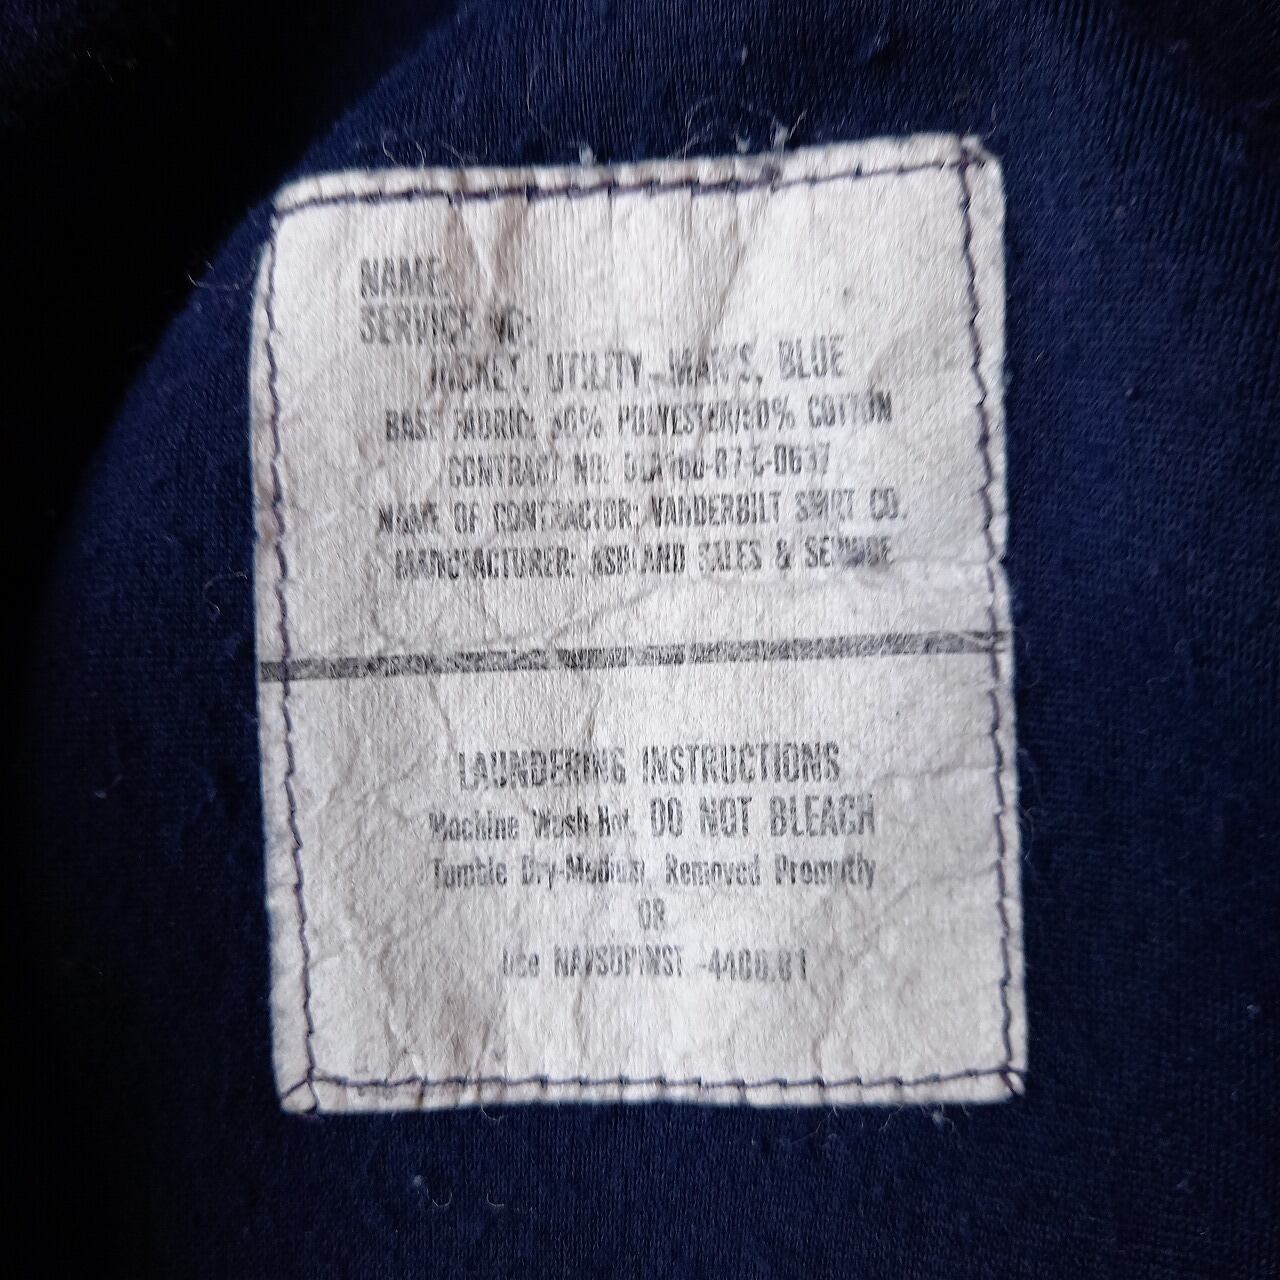 NAME
SERVICE NO:
JACKET, UTILITY, MAN'S, BLUE
BASE FABRIC: 50% POLYESTER/50% COTTON
CONTRACT NO.
NAME OF CONTRACTOR: VANDERBILT SHIRT CO.
MANUFACTURER: ASHLAND SALES & SERVICE
LAUNDERING INSTRUCTIONS
Machine Wash-Hot, DO NOT BLEACH
Tumble Dry-Medium, Removed Promptly
OR
Use NAVSUPINST